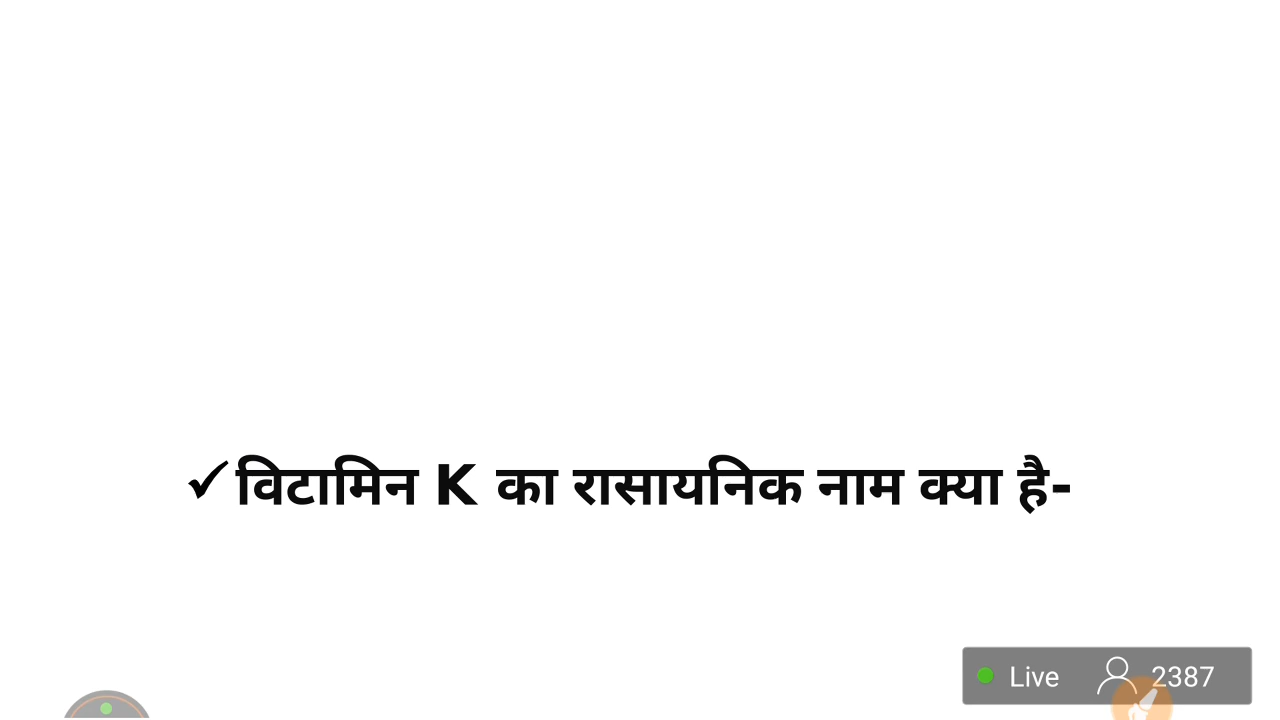 ✓विटामिन K का रासायनिक नाम क्या है-
Live 2387